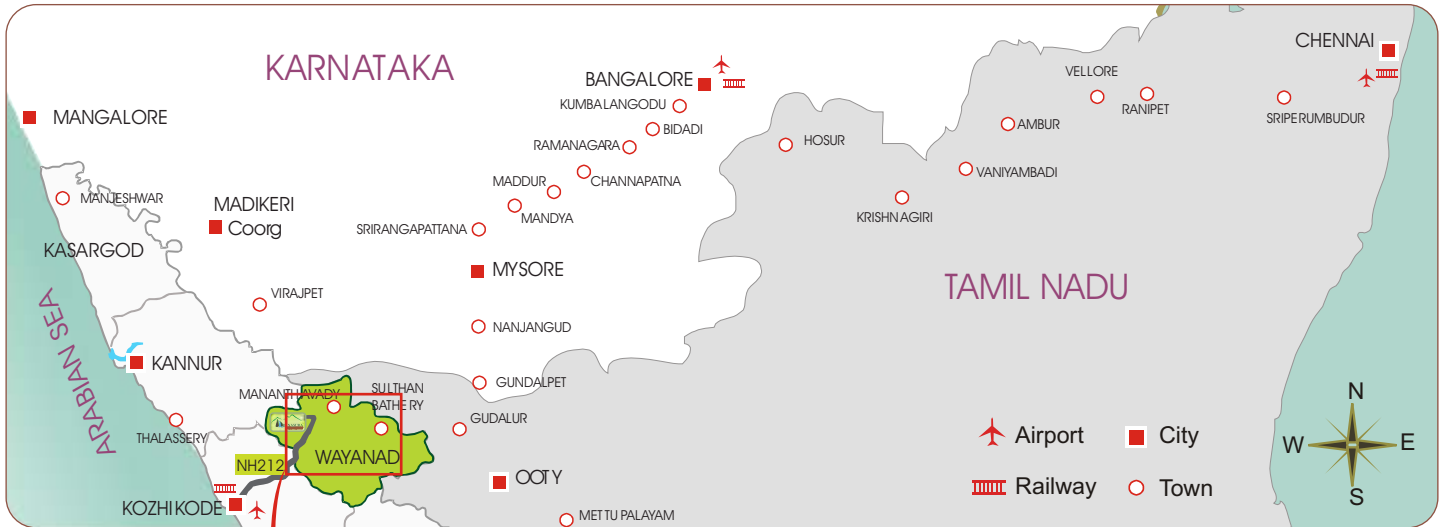 KARNATAKA
CHENNAI
BANGALORE
VELLORE
KUMBALANGODU
RANIPET
MANGALORE
SRIPERUMBUDUR
BIDADI
AMBUR
RAMANAGARA
HOSUR
VANIYAMBADI
MADDUR
CHANNAPATNA
MANJESHWAR
MADIKERI
Coorg
MANDYA
KRISHNAGIRI
SRIRANGAPATTANA
KASARGOD
MYSORE
TAMIL NADU
VIRAJPET
ARABIAN SEA
NANJANGUD
KANNUR
GUNDALPET
MANANTHAVADY
SULTHAN
BATHERY
THALASSERY
GUDALUR
WAYANAD
NH212
OOTY
KOZHIKODE
METTUPALAYAM
Airport
City
Railway
Town
N
W
E
S